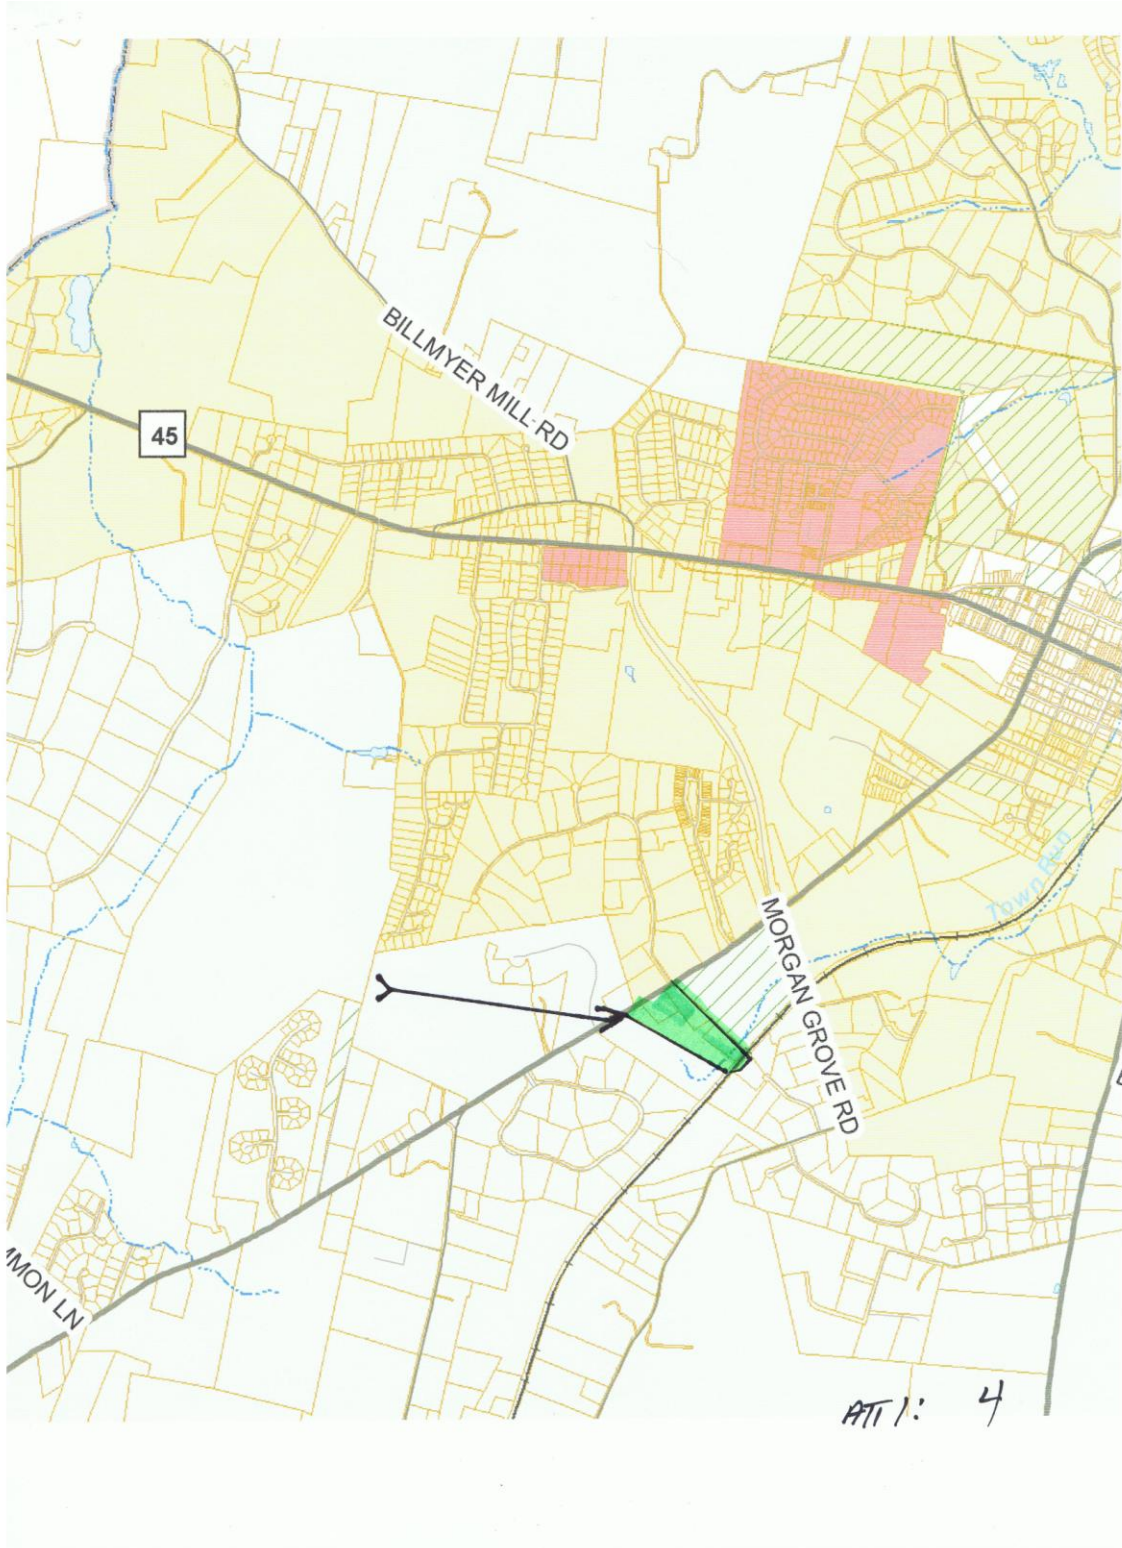 BILLMYER MILL RD
45
Town Run
MORGAN GROVE RD
MMON LN
ATT 1: 4